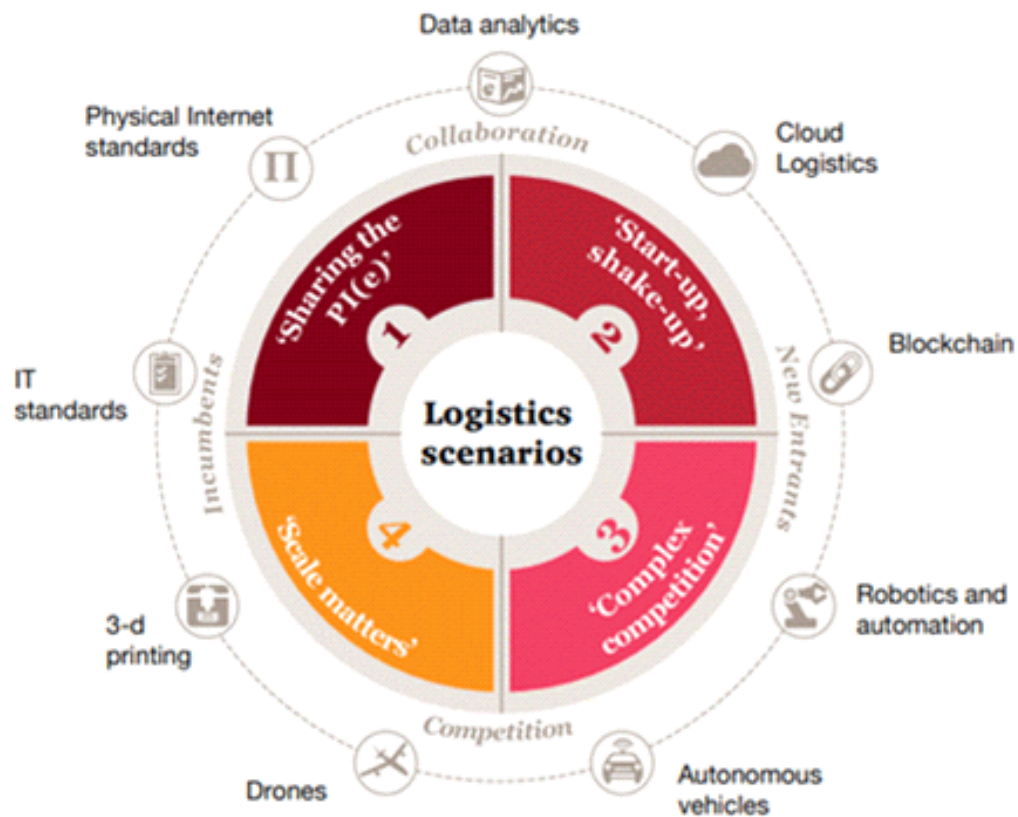 Data analytics
Physical Internet
standards
Π
Collaboration
Cloud
Logistics
‘Sharing the
PI(e)’
1
‘Start-up,
shake-up’
2
IT
standards
Incumbents
Logistics
scenarios
New Entrants
Blockchain
4
‘Scale matters’
3
‘Complex
competition’
3-d
printing
Robotics and
automation
Competition
Drones
Autonomous
vehicles